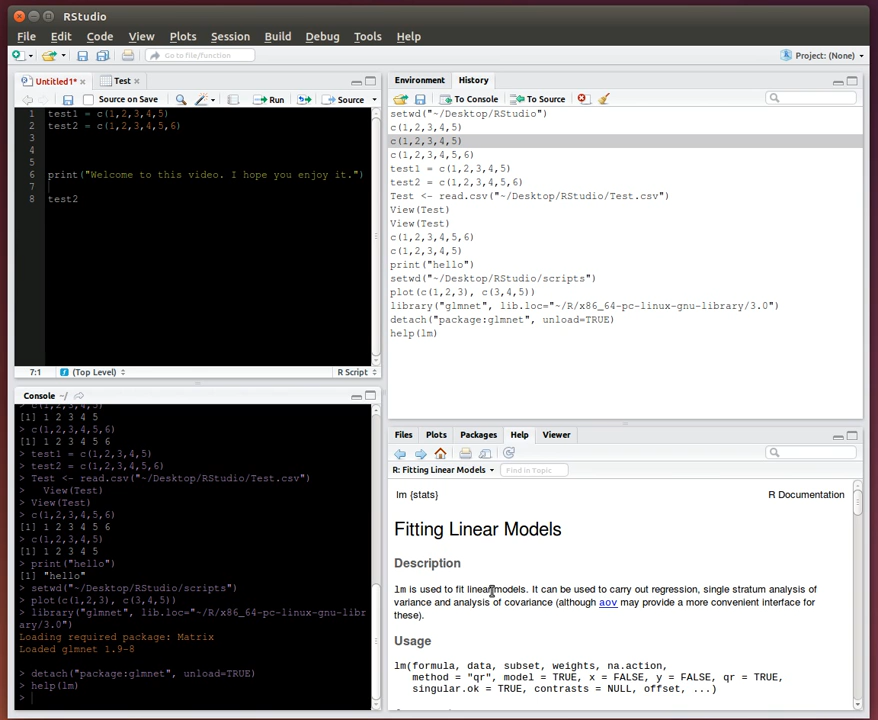 RStudio
File Edit Code View Plots Session Build Debug Tools Help
Go to file/function Project: (None)
Untitled1* Test
Source on Save Run Source
1 test1 = c(1,2,3,4,5)
2 test2 = c(1,2,3,4,5,6)
3
4
5
6 print("Welcome to this video. I hope you enjoy it.")
7
8 test2
7:1 (Top Level) R Script
Console ~/
> c(1,2,3,4,5)
[1] 1 2 3 4 5
> c(1,2,3,4,5,6)
[1] 1 2 3 4 5 6
> test1 = c(1,2,3,4,5)
> test2 = c(1,2,3,4,5,6)
> Test <- read.csv("~/Desktop/RStudio/Test.csv")
>   View(Test)
> View(Test)
> c(1,2,3,4,5,6)
[1] 1 2 3 4 5 6
> c(1,2,3,4,5)
[1] 1 2 3 4 5
> print("hello")
[1] "hello"
> setwd("~/Desktop/RStudio/scripts")
> plot(c(1,2,3), c(3,4,5))
> library("glmnet", lib.loc="~/R/x86_64-pc-linux-gnu-libr
ary/3.0")
Loading required package: Matrix
Loaded glmnet 1.9-8
> detach("package:glmnet", unload=TRUE)
> help(lm)
>
Environment History
To Console To Source
setwd("~/Desktop/RStudio")
c(1,2,3,4,5)
c(1,2,3,4,5)
c(1,2,3,4,5,6)
test1 = c(1,2,3,4,5)
test2 = c(1,2,3,4,5,6)
Test <- read.csv("~/Desktop/RStudio/Test.csv")
View(Test)
View(Test)
c(1,2,3,4,5,6)
c(1,2,3,4,5)
print("hello")
setwd("~/Desktop/RStudio/scripts")
plot(c(1,2,3), c(3,4,5))
library("glmnet", lib.loc="~/R/x86_64-pc-linux-gnu-library/3.0")
detach("package:glmnet", unload=TRUE)
help(lm)
Files Plots Packages Help Viewer
R: Fitting Linear Models Find in Topic
lm {stats} R Documentation
Fitting Linear Models
Description
lm is used to fit linear models. It can be used to carry out regression, single stratum analysis of
variance and analysis of covariance (although aov may provide a more convenient interface for
these).
Usage
lm(formula, data, subset, weights, na.action,
method = "qr", model = TRUE, x = FALSE, y = FALSE, qr = TRUE,
singular.ok = TRUE, contrasts = NULL, offset, ...)